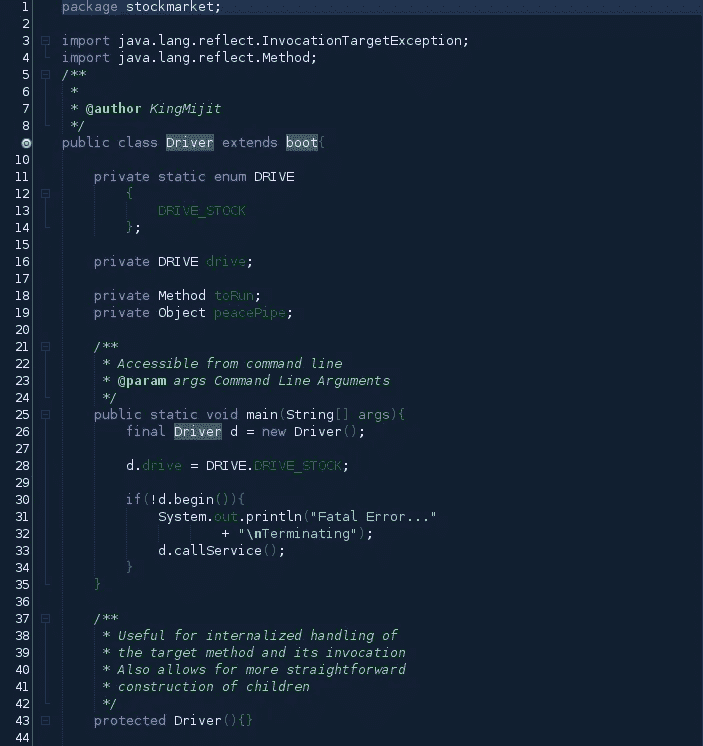 1 package stockmarket;
2
3 import java.lang.reflect.InvocationTargetException;
4 import java.lang.reflect.Method;
5 /**
6  *
7  * @author KingMijit
8  */
public class Driver extends boot{
10
11     private static enum DRIVE
12         {
13             DRIVE_STOCK
14         };
15
16     private DRIVE drive;
17
18     private Method toRun;
19     private Object peacePipe;
20
21     /**
22      * Accessible from command line
23      * @param args Command Line Arguments
24      */
25     public static void main(String[] args){
26         final Driver d = new Driver();
27
28         d.drive = DRIVE.DRIVE_STOCK;
29
30         if(!d.begin()){
31             System.out.println("Fatal Error..."
32                     + "\nTerminating");
33             d.callService();
34         }
35     }
36
37     /**
38      * Useful for internalized handling of
39      * the target method and its invocation
40      * Also allows for more straightforward
41      * construction of children
42      */
43     protected Driver(){}
44